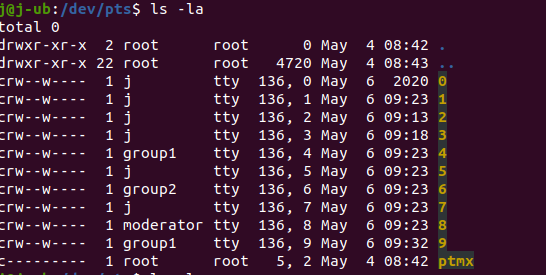 j@j-ub:/dev/pts$ ls -la
total 0
drwxr-xr-x 2 root root 0 May 4 08:42 .
drwxr-xr-x 22 root root 4720 May 4 08:43 ..
crw--w---- 1 j tty 136, 0 May 6 2020 0
crw--w---- 1 j tty 136, 1 May 6 09:23 1
crw--w---- 1 j tty 136, 2 May 6 09:13 2
crw--w---- 1 j tty 136, 3 May 6 09:18 3
crw--w---- 1 group1 tty 136, 4 May 6 09:23 4
crw--w---- 1 j tty 136, 5 May 6 09:23 5
crw--w---- 1 group2 tty 136, 6 May 6 09:23 6
crw--w---- 1 j tty 136, 7 May 6 09:23 7
crw--w---- 1 moderator tty 136, 8 May 6 09:23 8
crw--w---- 1 group1 tty 136, 9 May 6 09:32 9
c--------- 1 root root 5, 2 May 4 08:42 ptmx